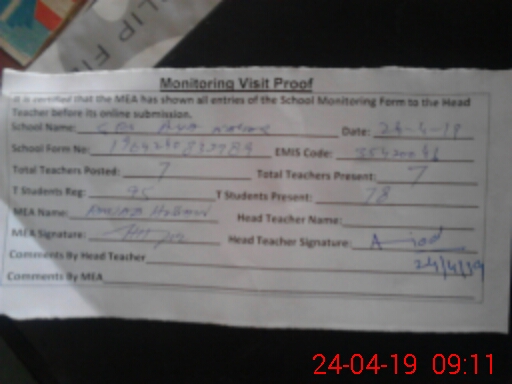 LIP F
Monitoring Visit Proof
It is certified that the MEA has shown all entries of the School Monitoring Form to the Head
Teacher before its online submission.
School Name: Date: 24-4-19
School Form No: EMIS Code:
Total Teachers Posted: 7 Total Teachers Present: 7
T Students Reg: 95 T Students Present: 78
MEA Name: Head Teacher Name:
MEA Signature: Head Teacher Signature:
24/4/19
Comments By Head Teacher
Comments By MEA
24-04-19 09:11